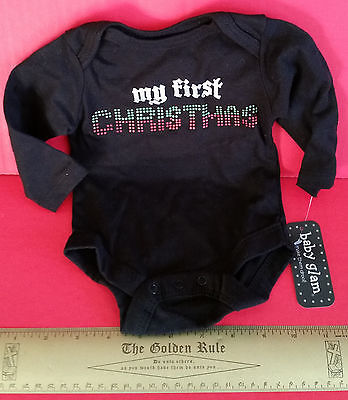 my first
CHRISTMAS
baby glam
The Golden Rule
Do unto others,
as you would have
them do unto you